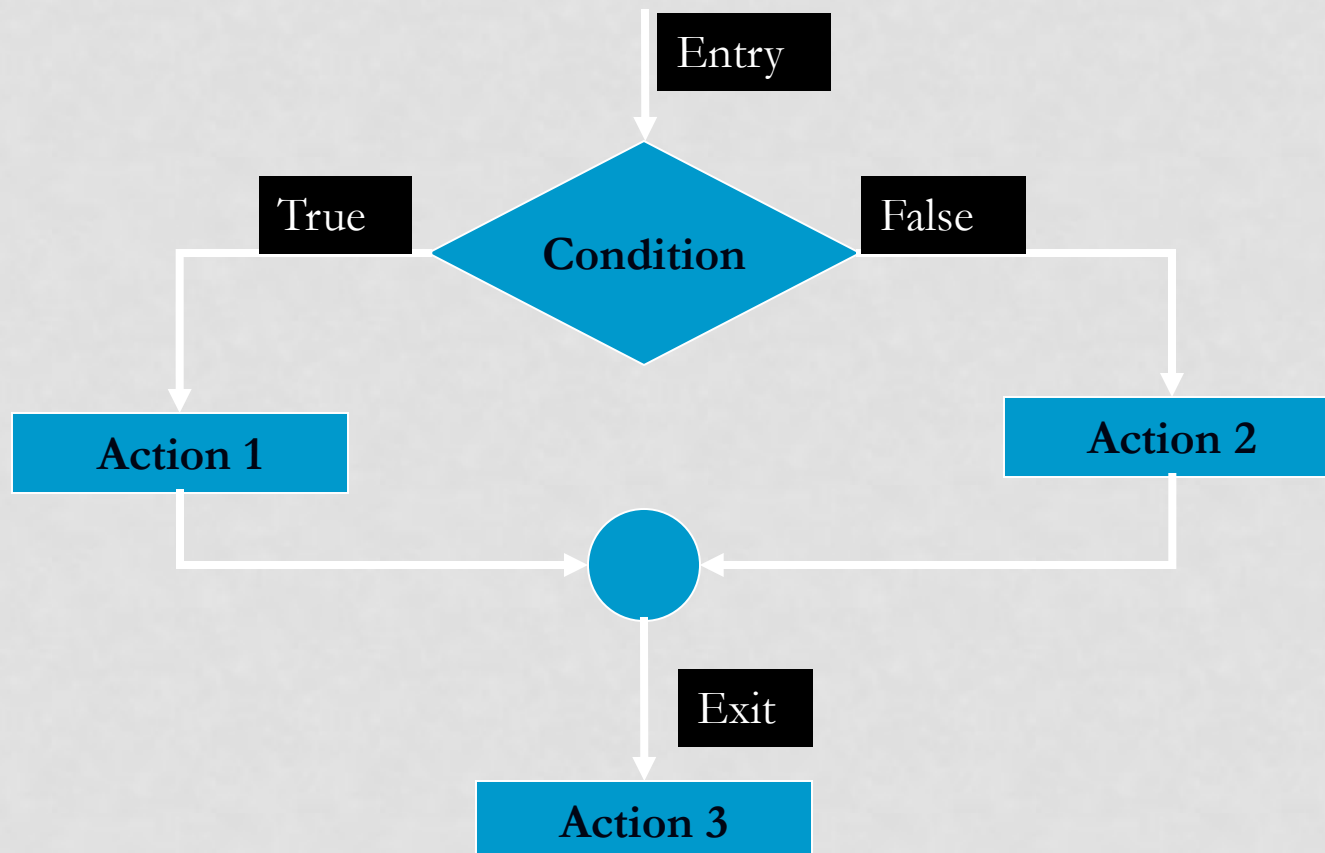 Entry
True
False
Condition
Action 1
Action 2
Exit
Action 3